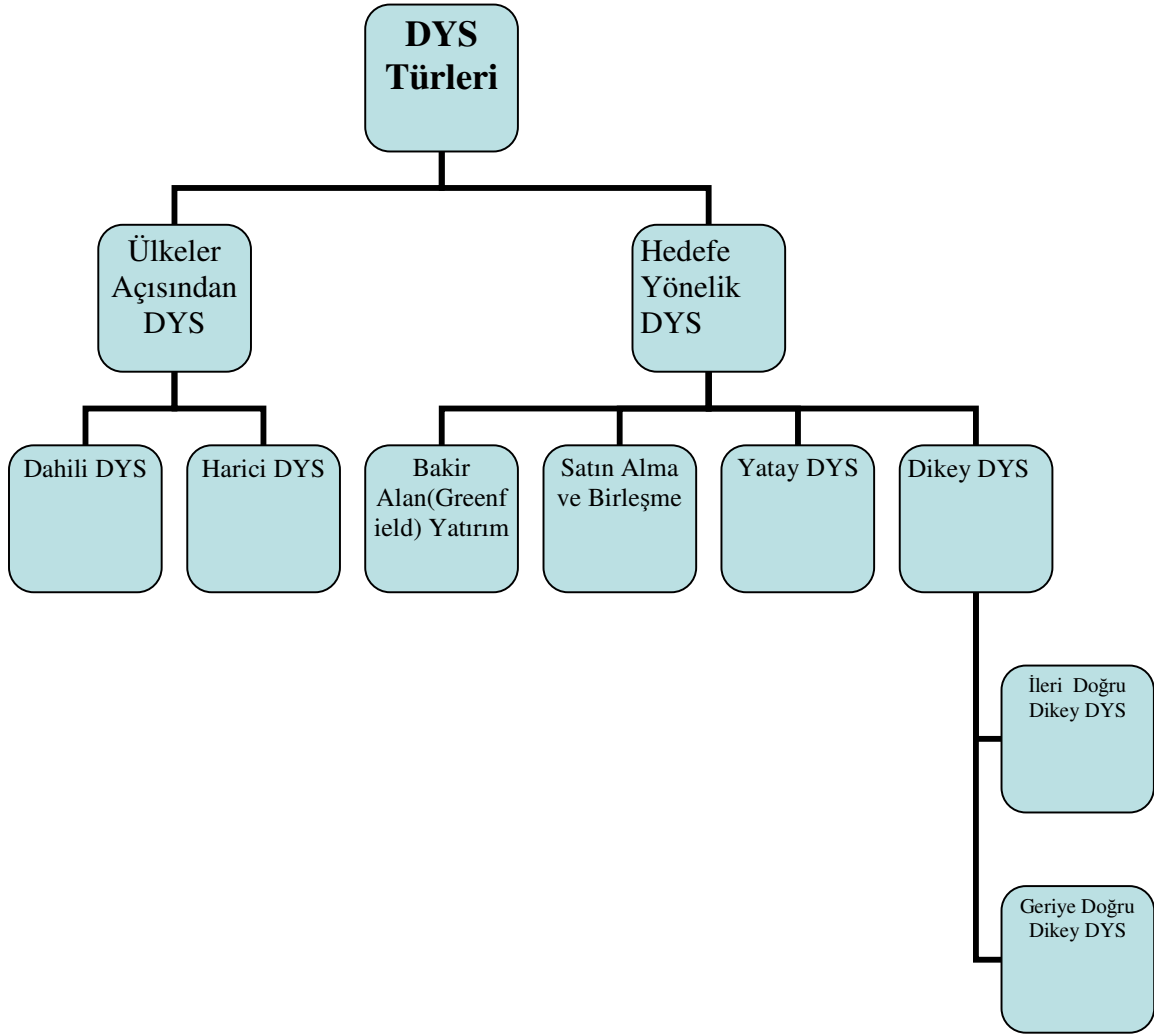 DYS
Türleri
Ülkeler
Açısından
DYS
Hedefe
Yönelik
DYS
Dahili DYS
Harici DYS
Bakir
Alan(Greenf
ield) Yatırım
Satın Alma
ve Birleşme
Yatay DYS
Dikey DYS
İleri Doğru
Dikey DYS
Geriye Doğru
Dikey DYS